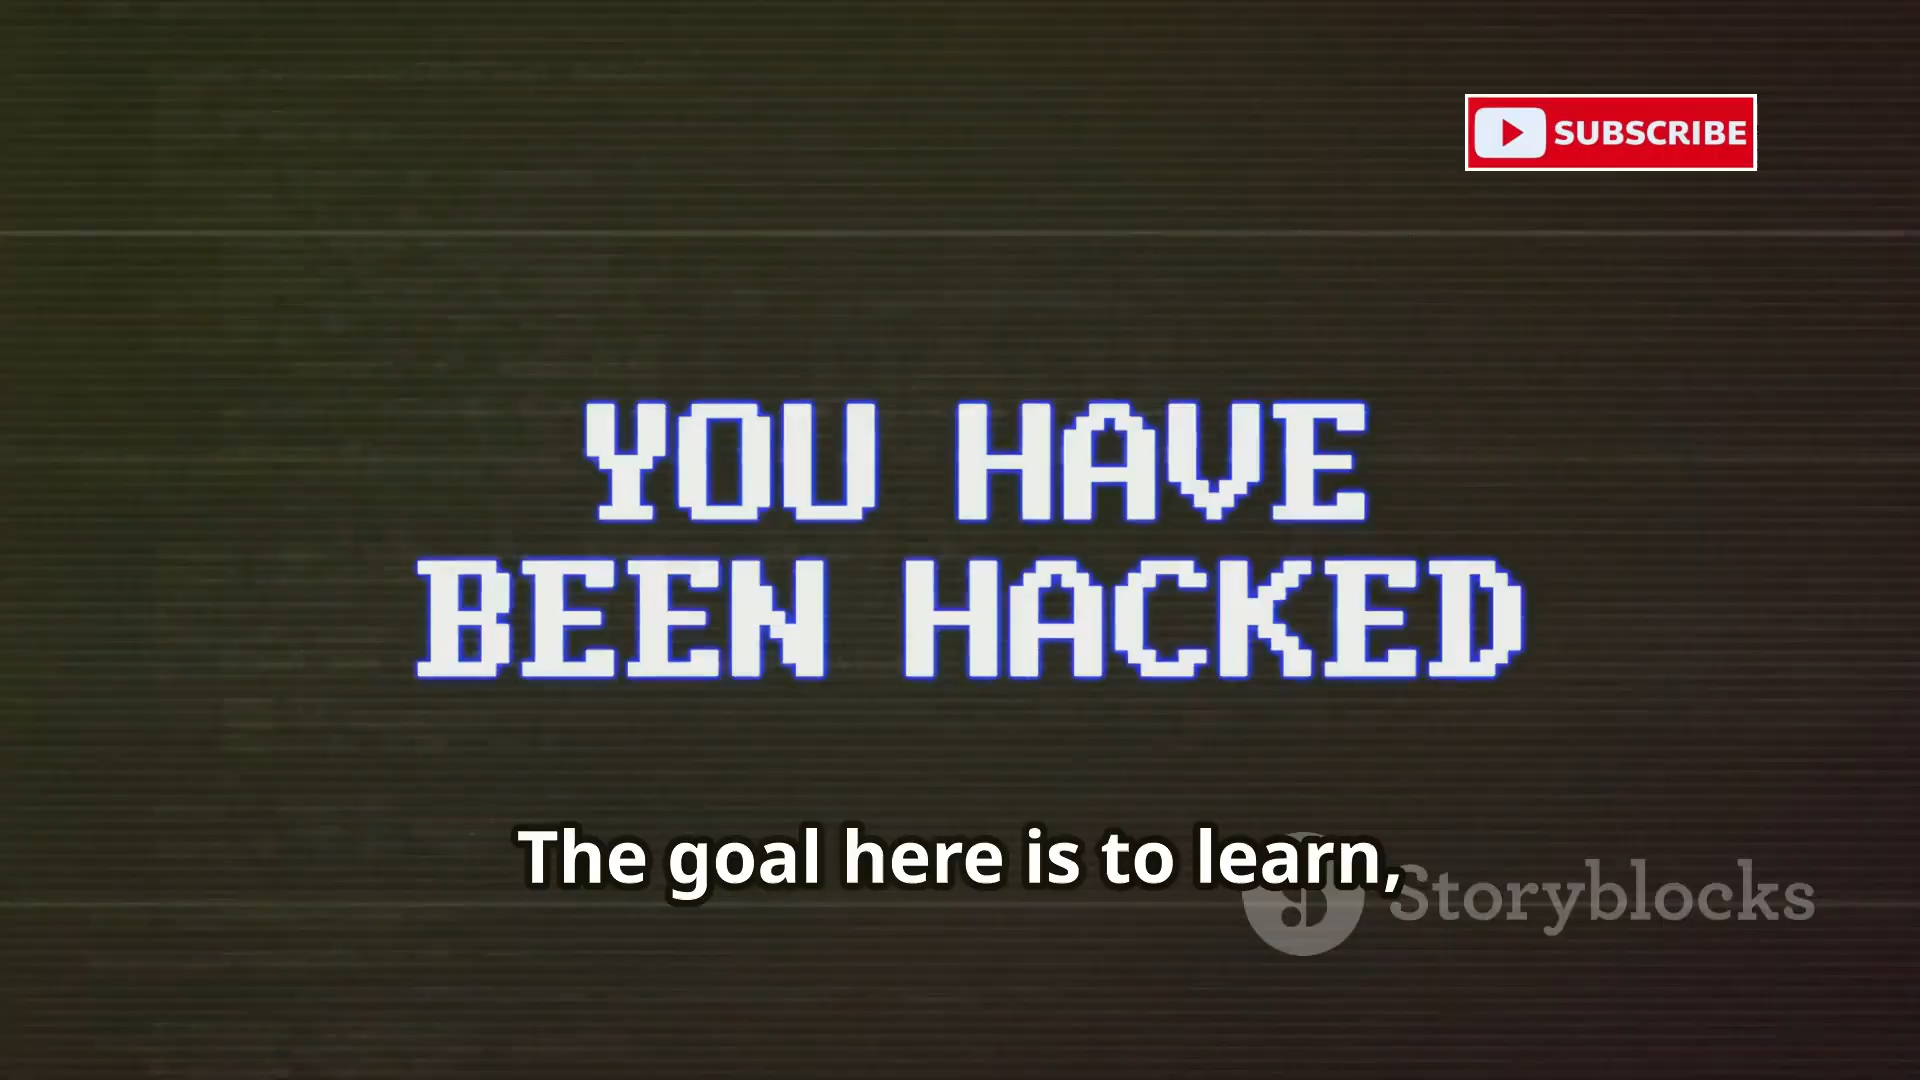 SUBSCRIBE
YOU HAVE
BEEN HACKED
The goal here is to learn,
Storyblocks